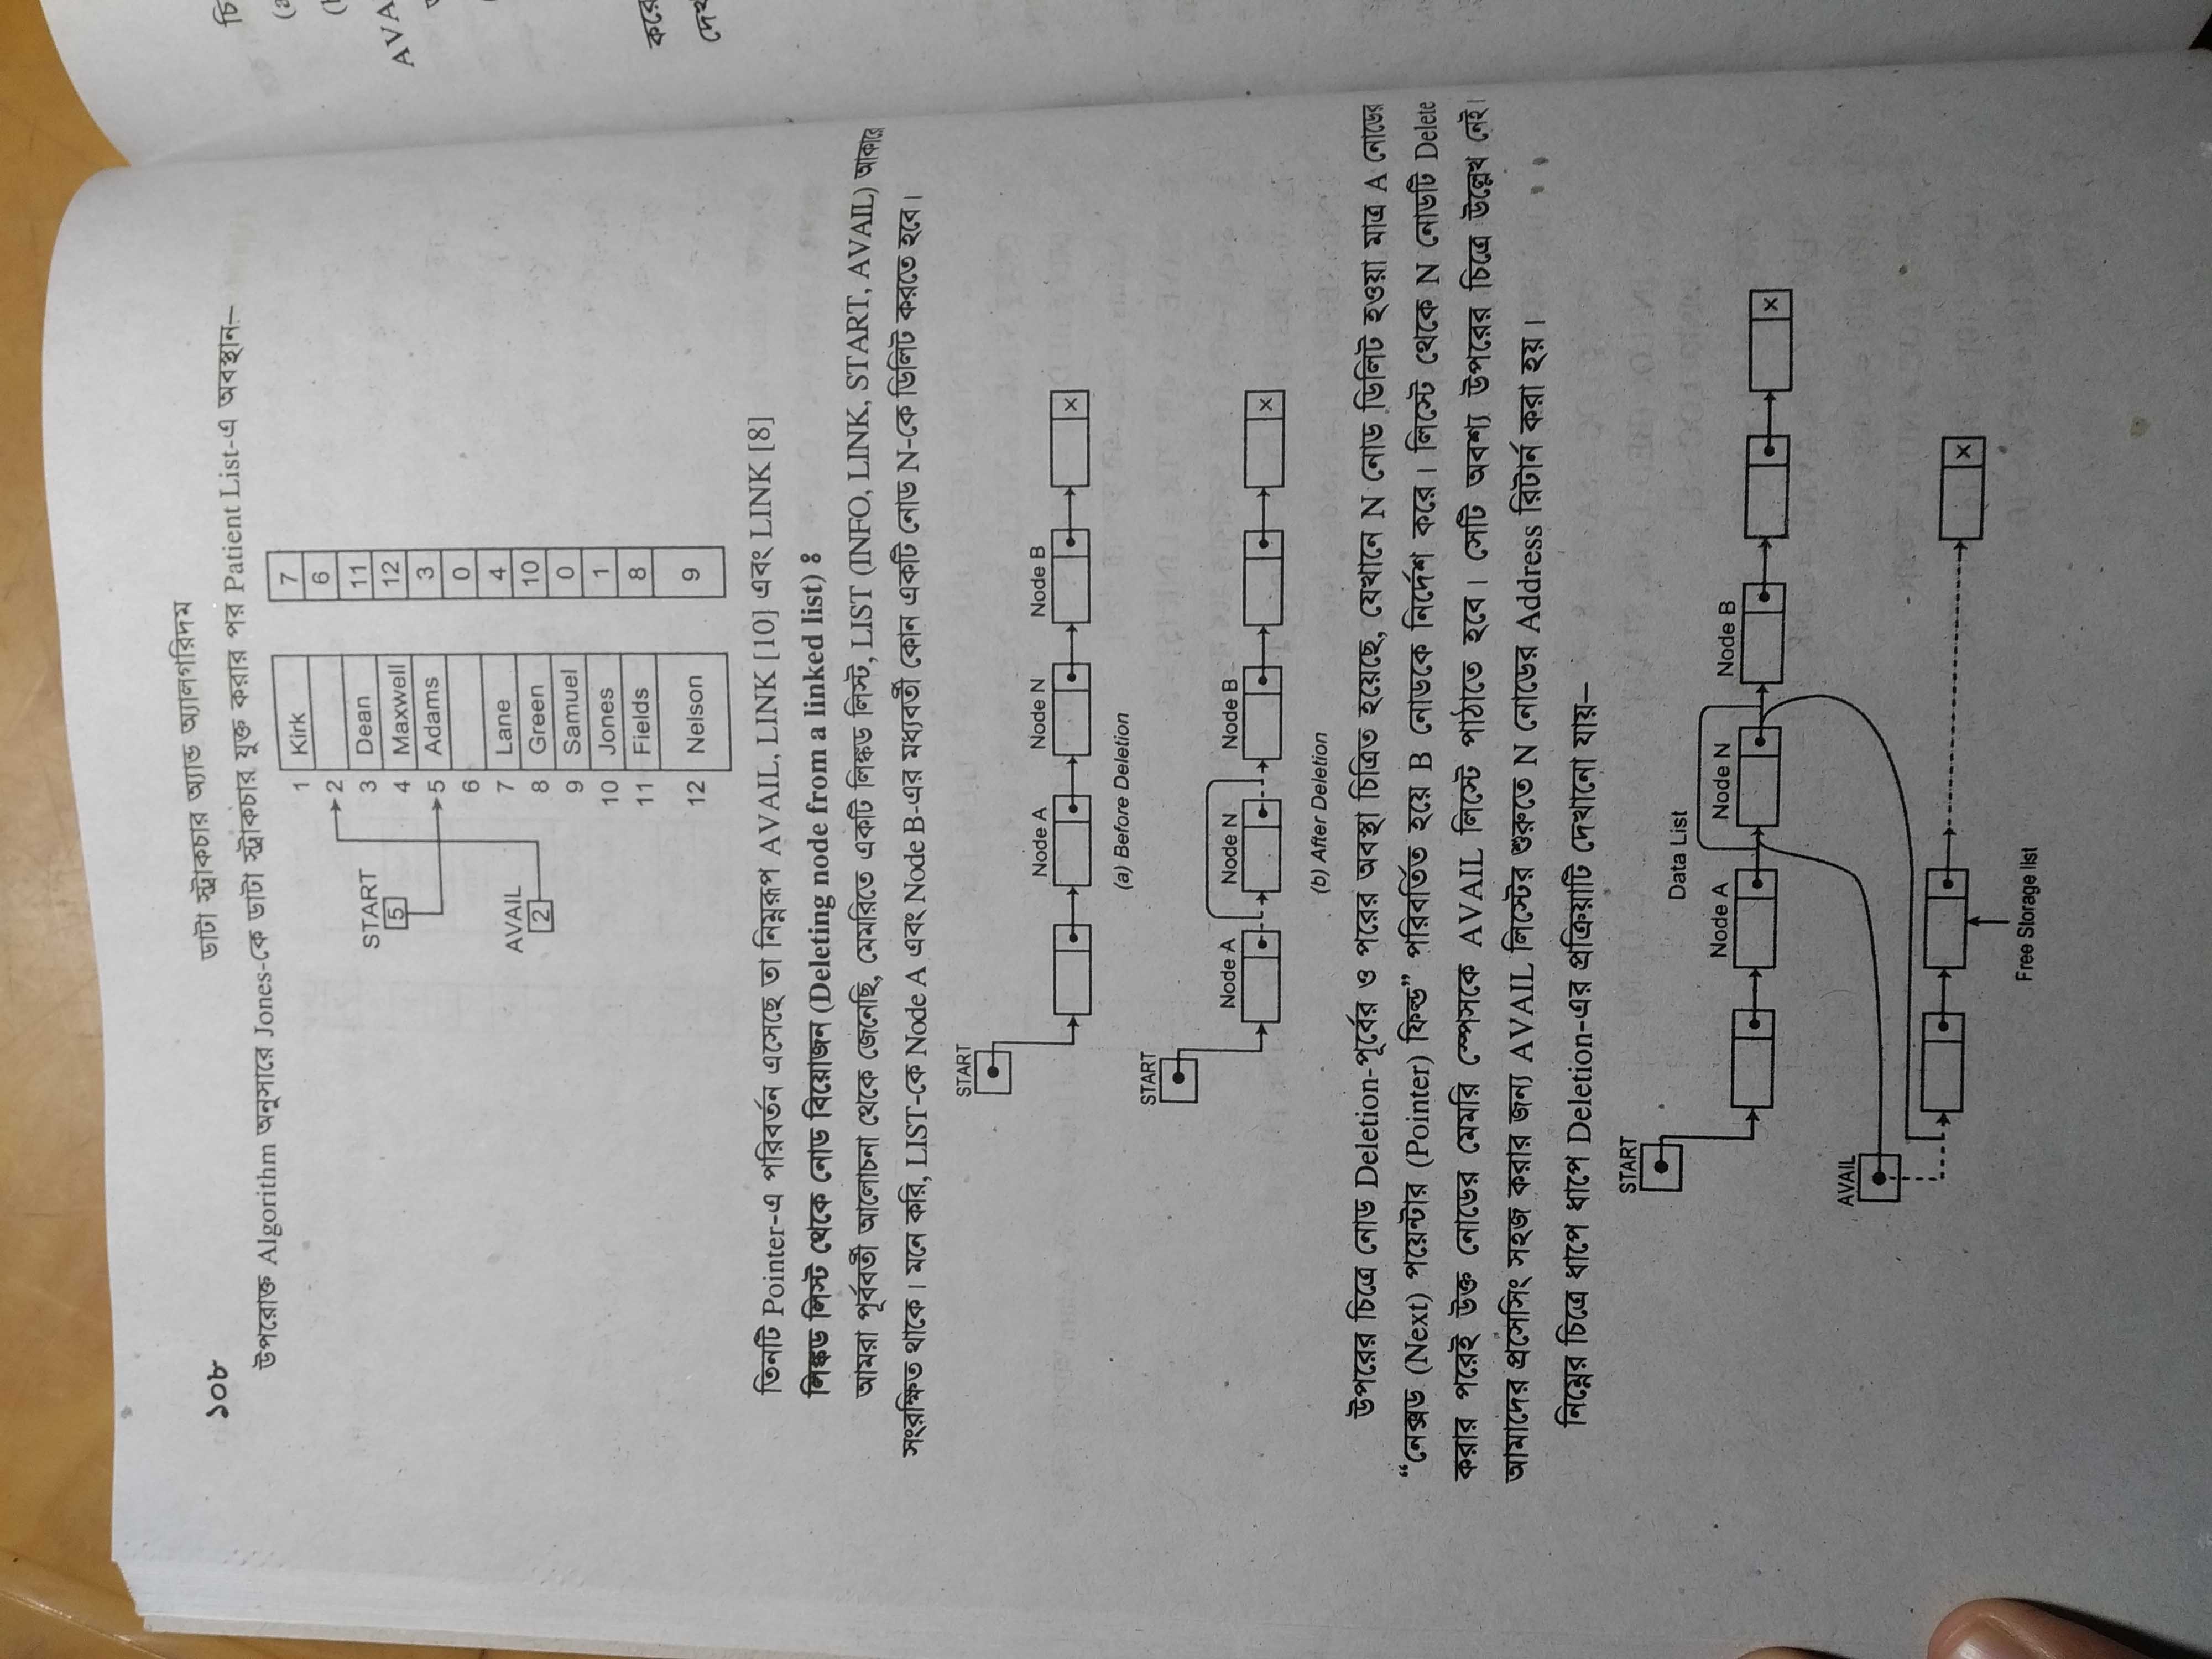 ১০৮
ডাটা স্ট্রাকচার অ্যান্ড অ্যালগরিদম
উপরোক্ত Algorithm অনুসারে Jones-কে ডাটা স্ট্রাকচার যুক্ত করার পর Patient List-এ অবস্থান–
1 Kirk 7
2 6
START 3 Dean 11
5 4 Maxwell 12
5 Adams 3
6 0
AVAIL 7 Lane 4
2 8 Green 10
9 Samuel 0
10 Jones 1
11 Fields 8
12 Nelson 9
তিনটি Pointer-এ পরিবর্তন এসেছে তা নিম্নরূপ AVAIL, LINK [10] এবং LINK [8]
লিঙ্কড লিস্ট থেকে নোড বিয়োজন (Deleting node from a linked list) ঃ
আমরা পূর্ববর্তী আলোচনা থেকে জেনেছি, মেমরিতে একটি লিঙ্কড লিস্ট, LIST (INFO, LINK, START, AVAIL) আকারে
সংরক্ষিত থাকে। মনে করি, LIST-কে Node A এবং Node B-এর মধ্যবর্তী কোন একটি নোড N-কে ডিলিট করতে হবে।
START
Node A Node N Node B
x
(a) Before Deletion
START
Node A Node N Node B
x
(b) After Deletion
উপরের চিত্রে নোড Deletion-পূর্বের ও পরের অবস্থা চিত্রিত হয়েছে, যেখানে N নোড ডিলিট হওয়া মাত্র A নোডের
“নেক্সড (Next) পয়েন্টার (Pointer) ফিল্ড” পরিবর্তিত হয়ে B নোডকে নির্দেশ করে। লিস্ট থেকে N নোডটি Delete
করার পরেই উক্ত নোডের মেমরি স্পেসকে AVAIL লিস্টে পাঠাতে হবে। সেটি অবশ্য উপরের চিত্রে উল্লেখ নেই।
আমাদের প্রসেসিং সহজ করার জন্য AVAIL লিস্টের শুরুতে N নোডের Address রিটার্ন করা হয়।
নিম্নের চিত্রে ধাপে ধাপে Deletion-এর প্রক্রিয়াটি দেখানো যায়–
START
Data List
Node A Node N Node B
x
AVAIL
x
Free Storage list
চি
(a
AVA
করে